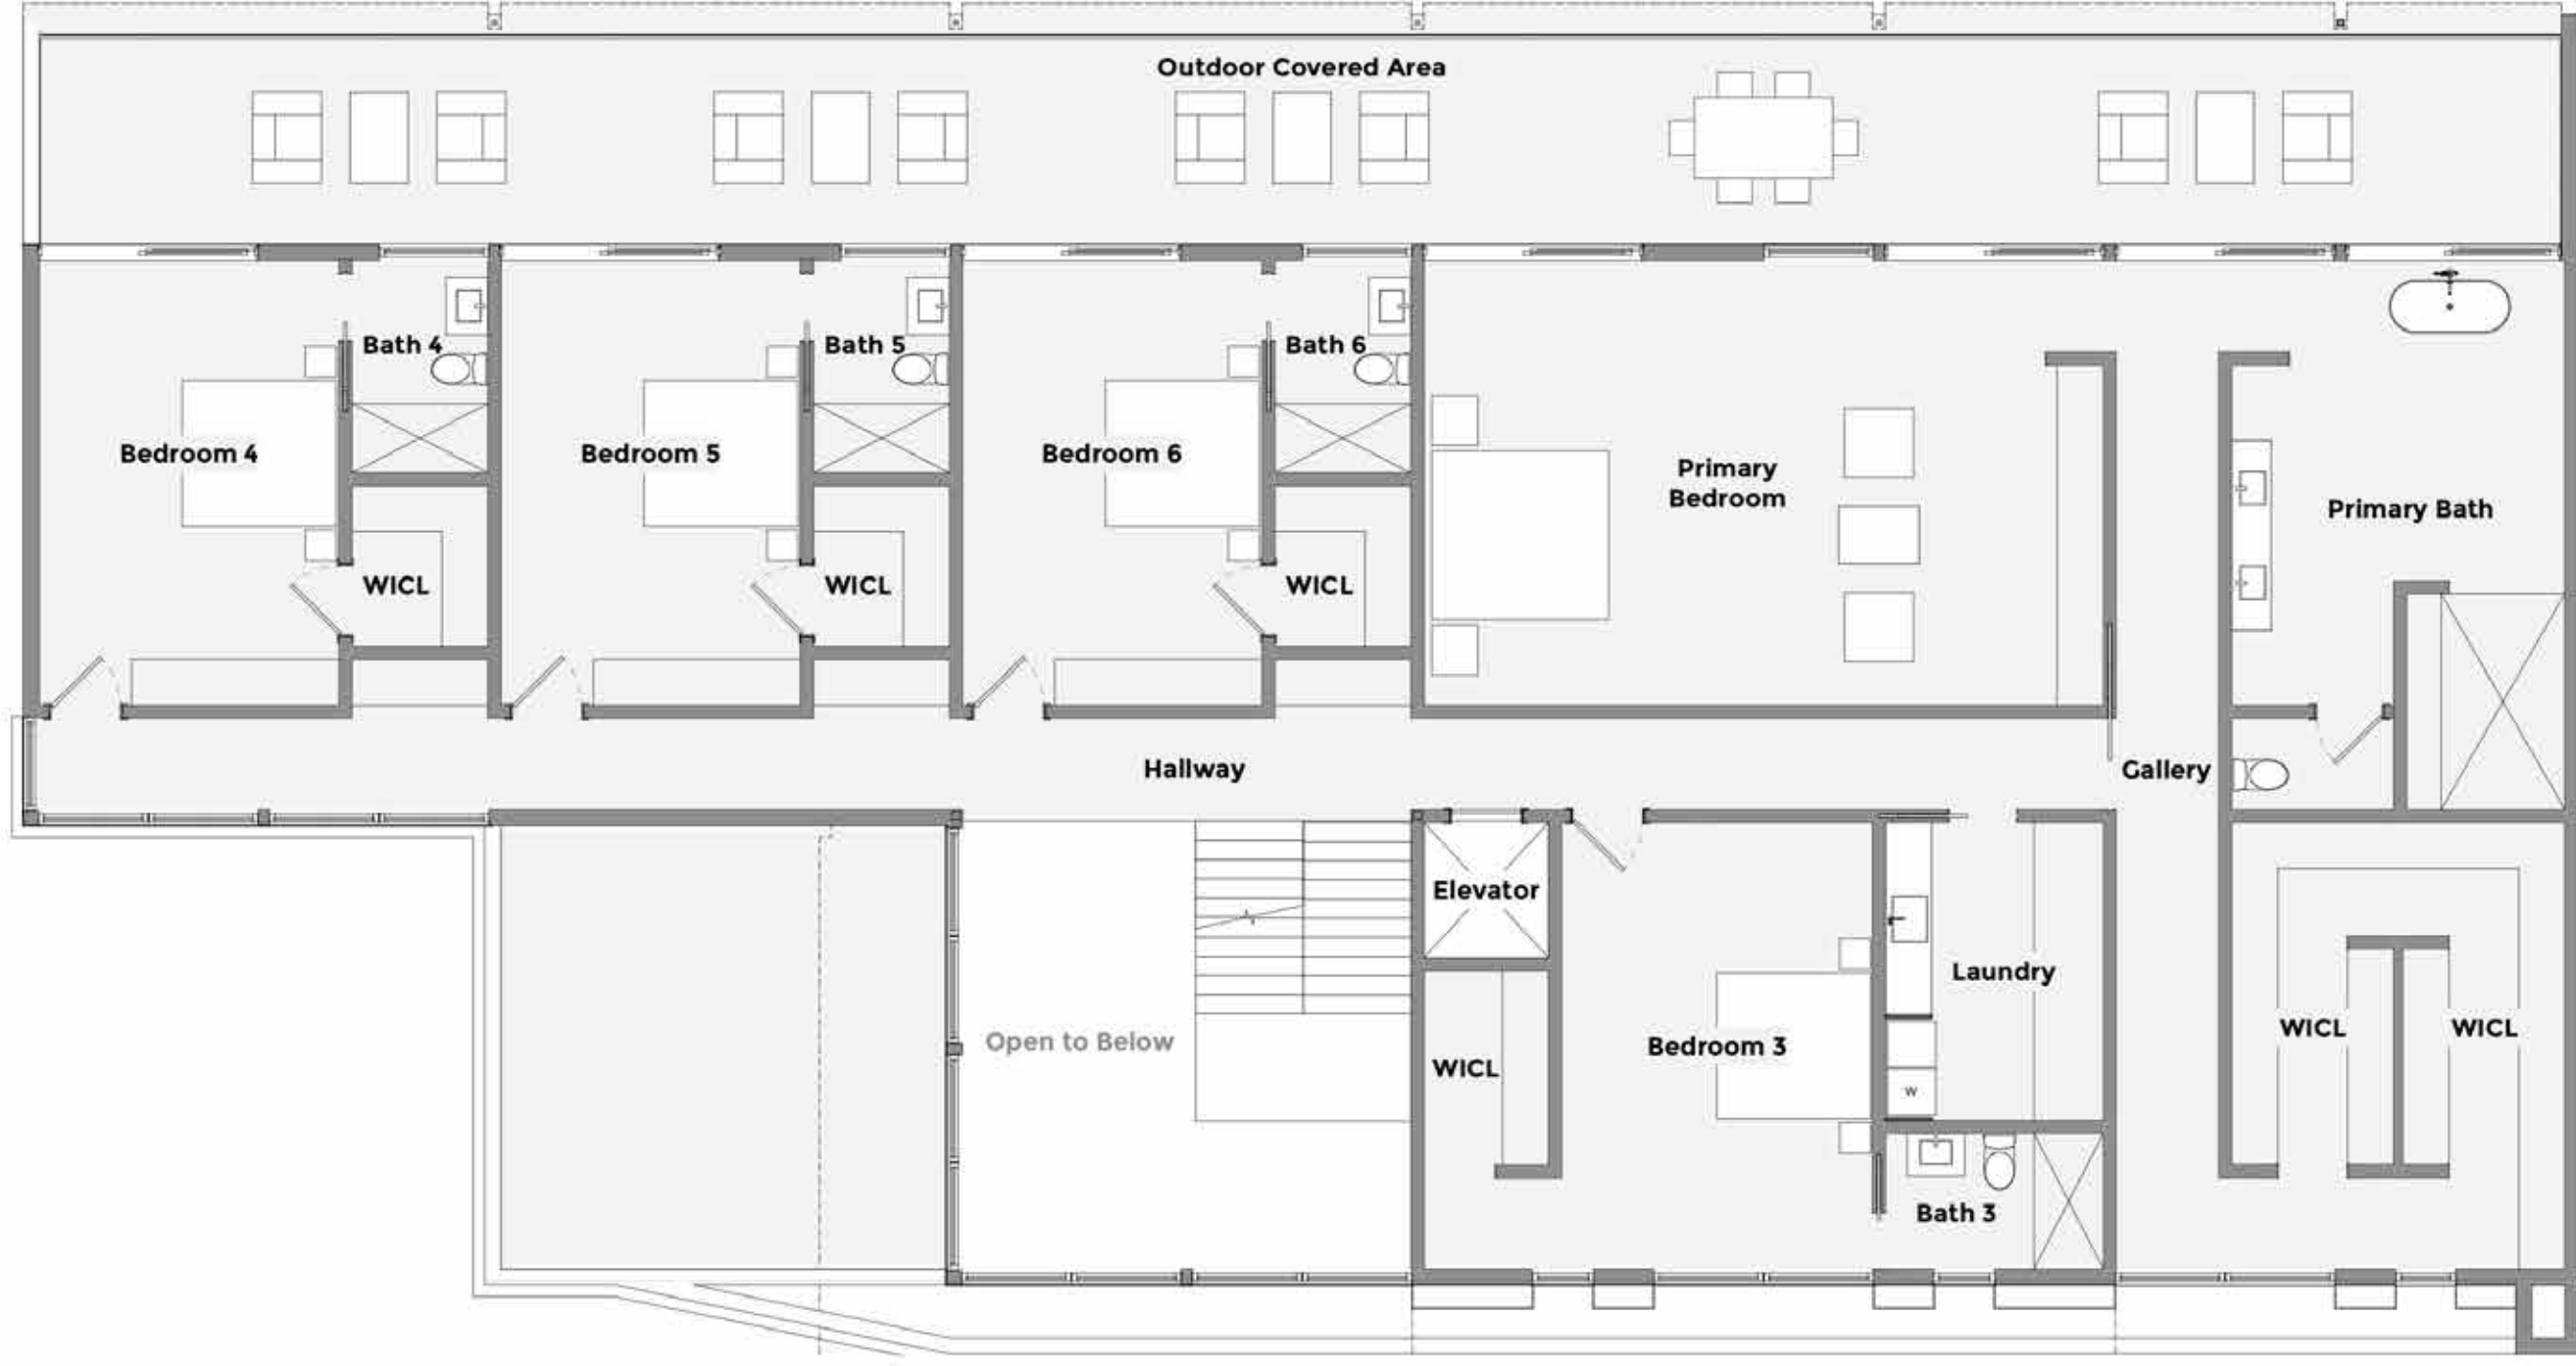 Outdoor Covered Area
Bath 4
Bath 5
Bath 6
Bedroom 4
Bedroom 5
Bedroom 6
Primary
Bedroom
Primary Bath
WICL
WICL
WICL
Hallway
Gallery
Elevator
Laundry
Open to Below
WICL
Bedroom 3
WICL
WICL
W
Bath 3